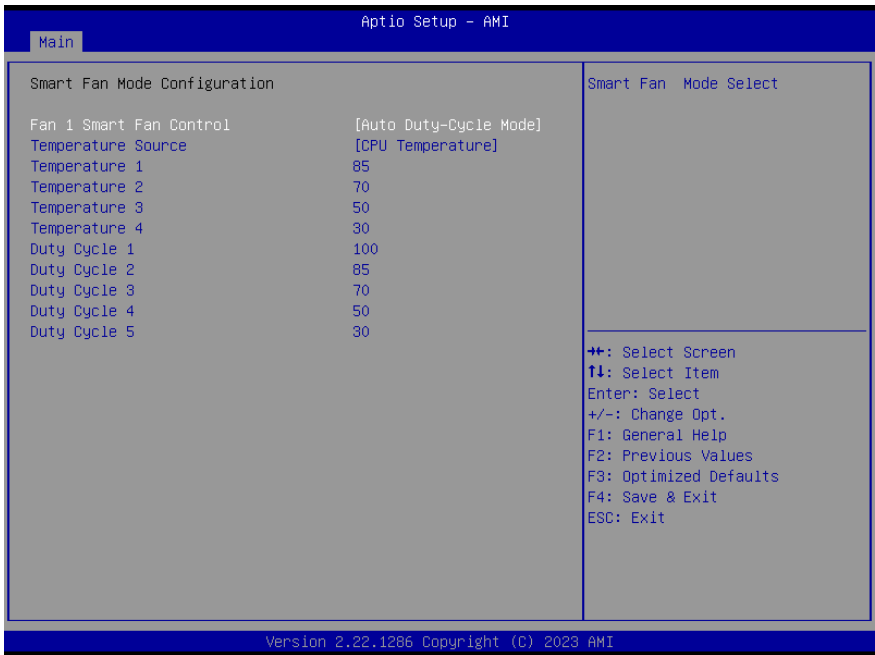 Aptio Setup - AMI
Main
Smart Fan Mode Configuration
Fan 1 Smart Fan Control [Auto Duty-Cycle Mode]
Temperature Source [CPU Temperature]
Temperature 1 85
Temperature 2 70
Temperature 3 50
Temperature 4 30
Duty Cycle 1 100
Duty Cycle 2 85
Duty Cycle 3 70
Duty Cycle 4 50
Duty Cycle 5 30
Smart Fan  Mode Select
→←: Select Screen
↑↓: Select Item
Enter: Select
+/-: Change Opt.
F1: General Help
F2: Previous Values
F3: Optimized Defaults
F4: Save & Exit
ESC: Exit
Version 2.22.1286 Copyright (C) 2023 AMI